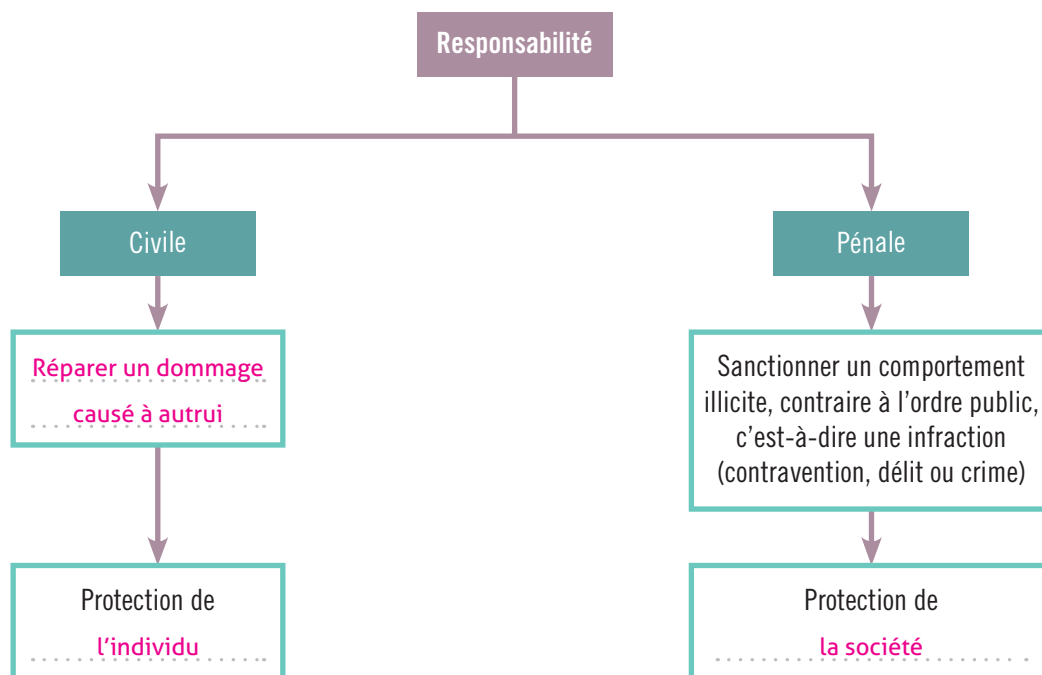 Responsabilité
Civile
Pénale
Réparer un dommage
causé à autrui
Sanctionner un comportement
illicite, contraire à l'ordre public,
c'est-à-dire une infraction
(contravention, délit ou crime)
Protection de
l'individu
Protection de
la société